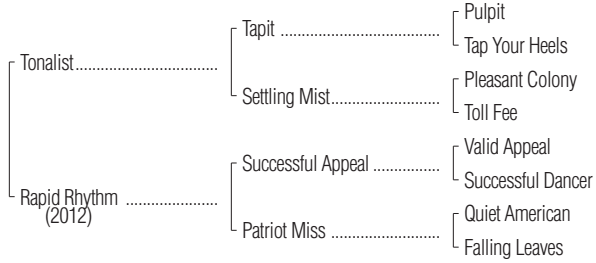 Pulpit
Tapit ................................
Tap Your Heels
Tonalist.............................
Pleasant Colony
Settling Mist......................
Toll Fee
Valid Appeal
Successful Appeal ..............
Successful Dancer
Rapid Rhythm ...................
(2012)
Quiet American
Patriot Miss ......................
Falling Leaves